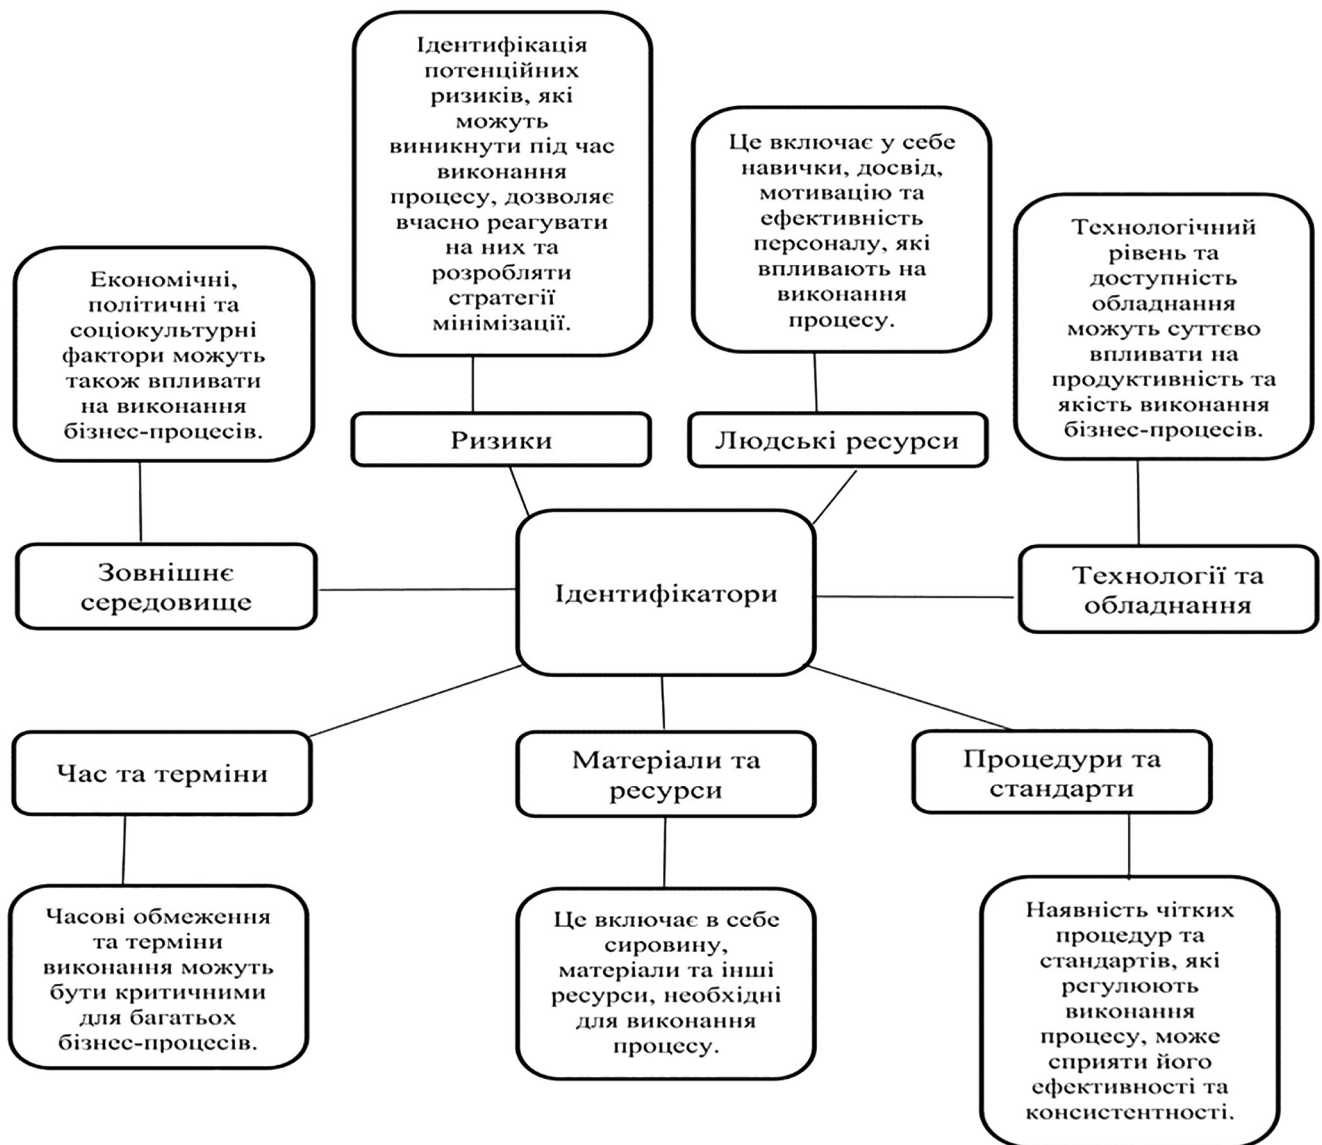 Ідентифікація
потенційних
ризиків, які
можуть
виникнути під час
виконання
процесу, дозволяє
вчасно реагувати
на них та
розробляти
стратегії
мінімізації.
Це включає у себе
навички, досвід,
мотивацію та
ефективність
персоналу, які
впливають на
виконання
процесу.
Технологічний
рівень та
доступність
обладнання
можуть суттєво
впливати на
продуктивність та
якість виконання
бізнес-процесів.
Економічні,
політичні та
соціокультурні
фактори можуть
також впливати
на виконання
бізнес-процесів.
Ризики
Людські ресурси
Зовнішнє
середовище
Ідентифікатори
Технології та
обладнання
Час та терміни
Матеріали та
ресурси
Процедури та
стандарти
Часові обмеження
та терміни
виконання можуть
бути критичними
для багатьох
бізнес-процесів.
Це включає в себе
сировину,
матеріали та інші
ресурси, необхідні
для виконання
процесу.
Наявність чітких
процедур та
стандартів, які
регулюють
виконання
процесу, може
сприяти його
ефективності та
консистентності.